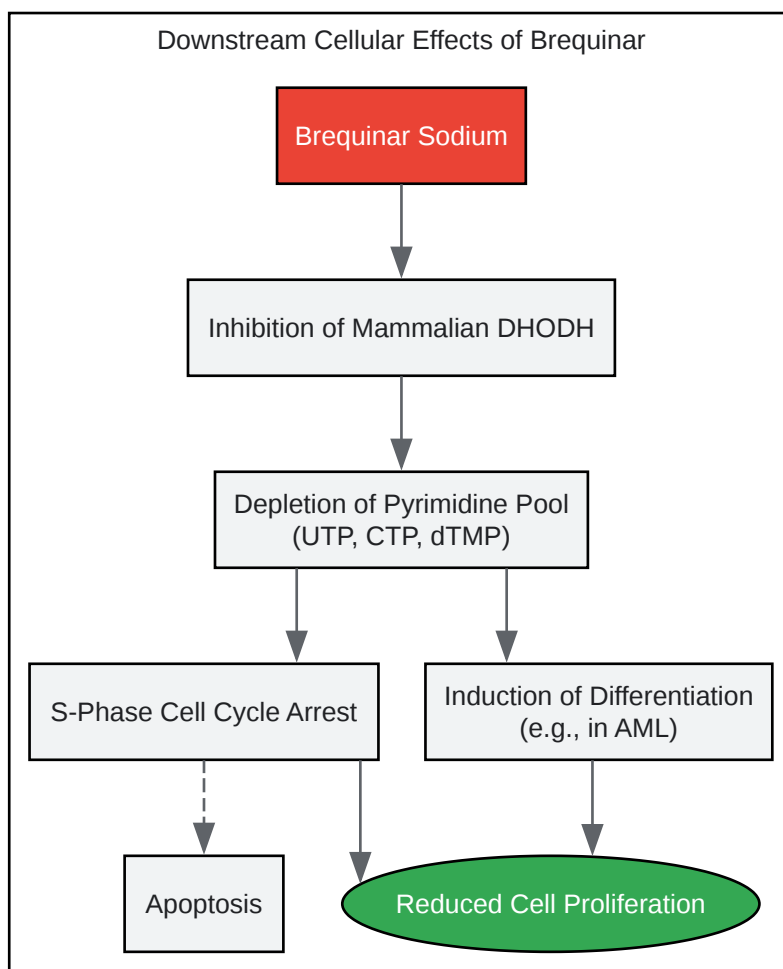 Downstream Cellular Effects of Brequinar
Brequinar Sodium
Inhibition of Mammalian DHODH
Depletion of Pyrimidine Pool
(UTP, CTP, dTMP)
S-Phase Cell Cycle Arrest
Induction of Differentiation
(e.g., in AML)
Apoptosis
Reduced Cell Proliferation